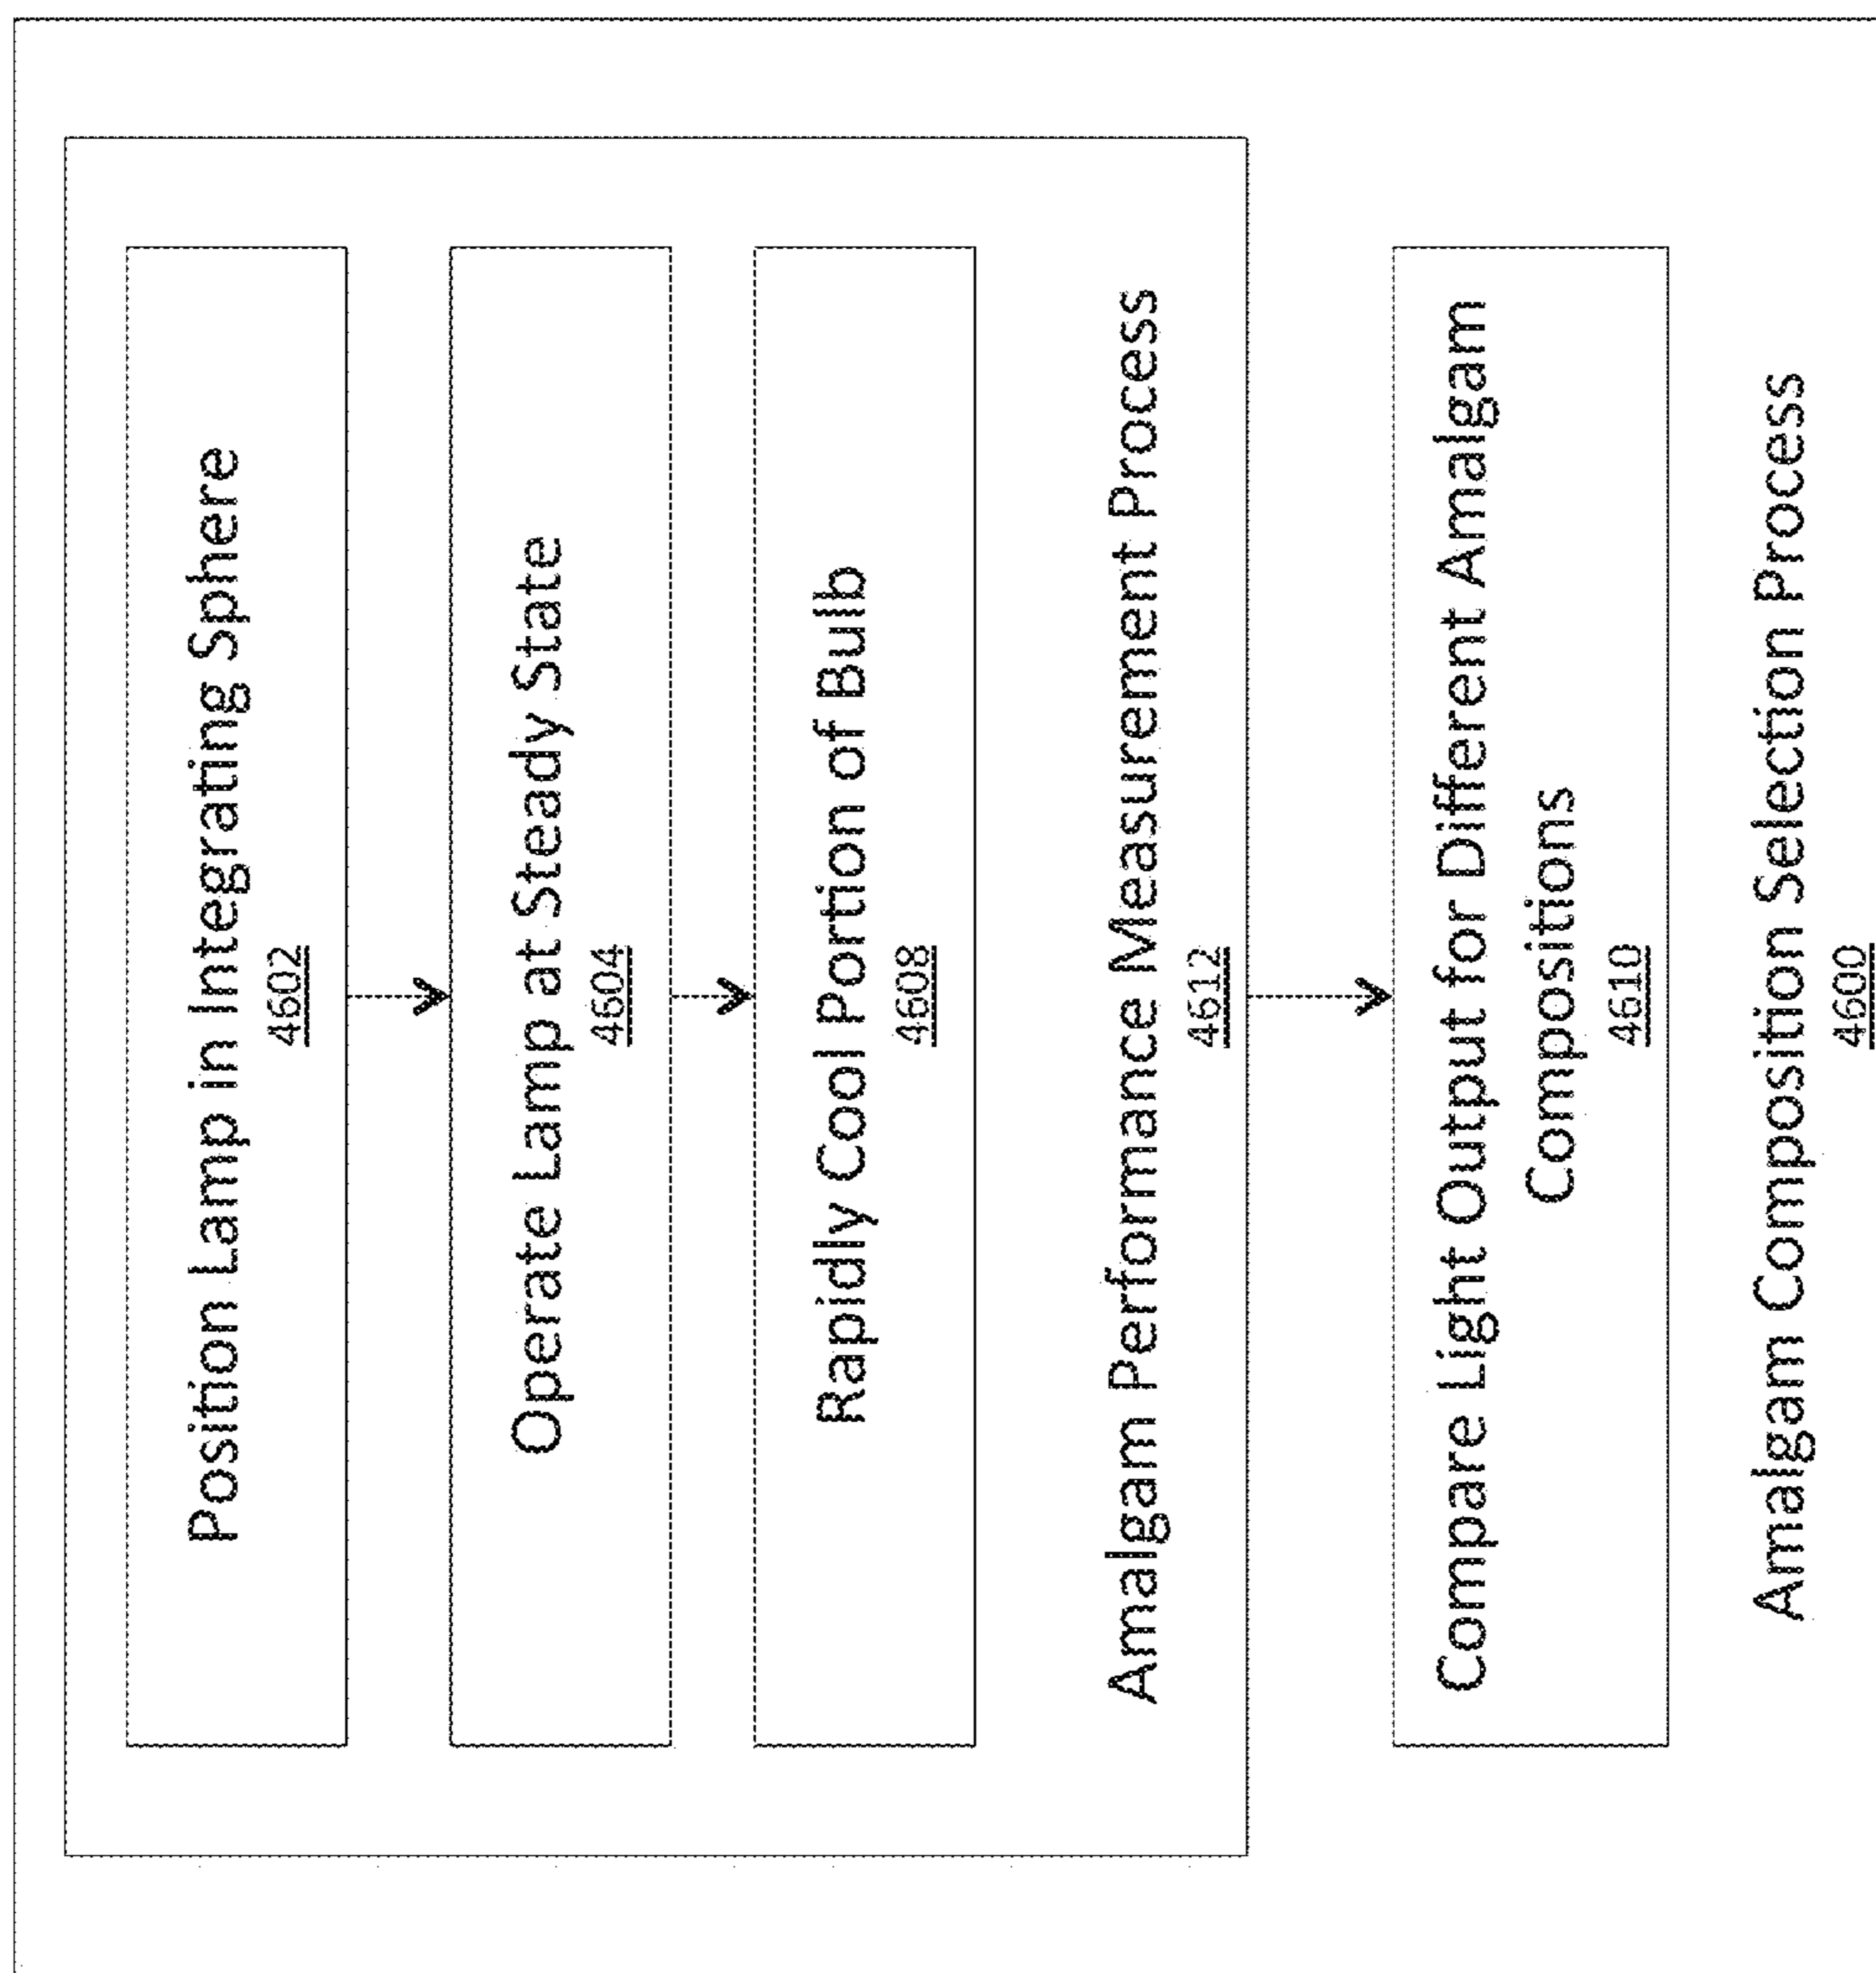 Position Lamp in Integrating Sphere
4602
Operate Lamp at Steady State
4604
Rapidly Cool Portion of Bulb
4608
Amalgam Performance Measurement Process
4612
Compare Light Output for Different Amalgam
Compositions
4610
Amalgam Composition Selection Process
4600